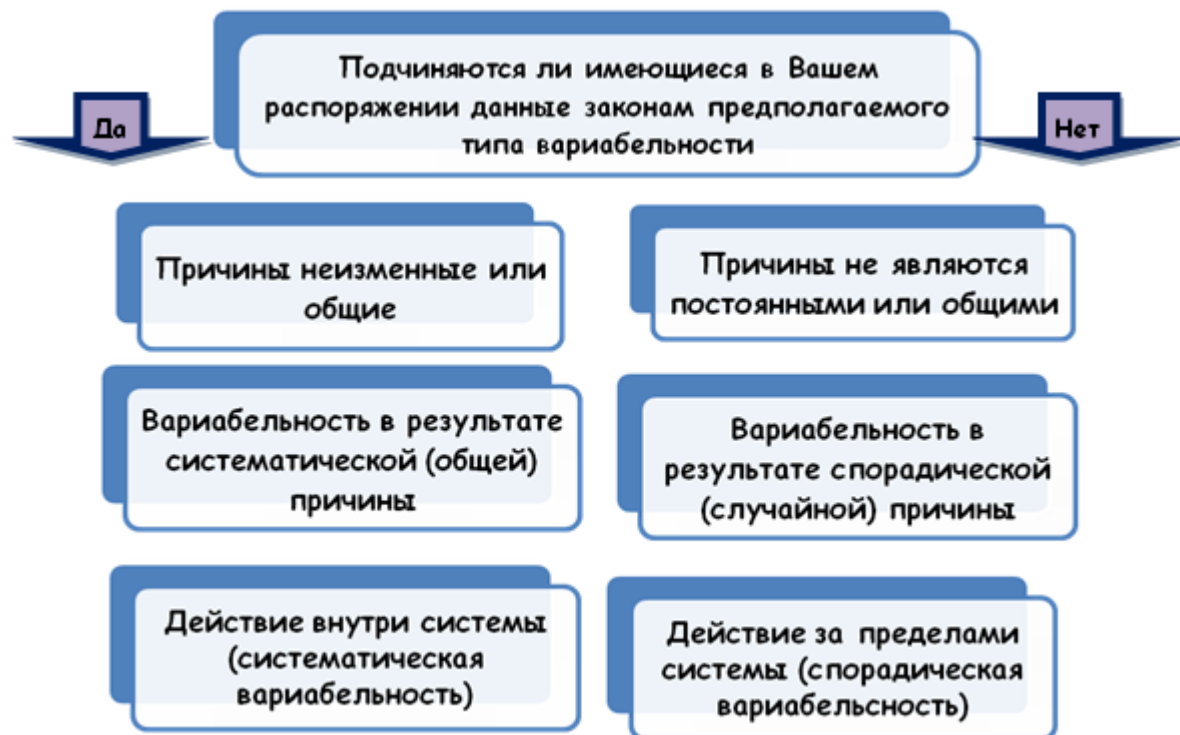 Подчиняются ли имеющиеся в Вашем
распоряжении данные законам предполагаемого
типа вариабельности
Да
Нет
Причины неизменные или
общие
Причины не являются
постоянными или общими
Вариабельность в результате
систематической (общей)
причины
Вариабельность в
результате спорадической
(случайной) причины
Действие внутри системы
(систематическая
вариабельность)
Действие за пределами
системы (спорадическая
вариабельсность)